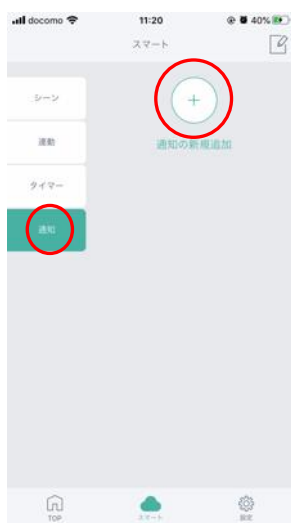 docomo 11:20 40%
スマート
シーン
連動
タイマー
通知
+
通知の新規追加
TOP
スマート
設定